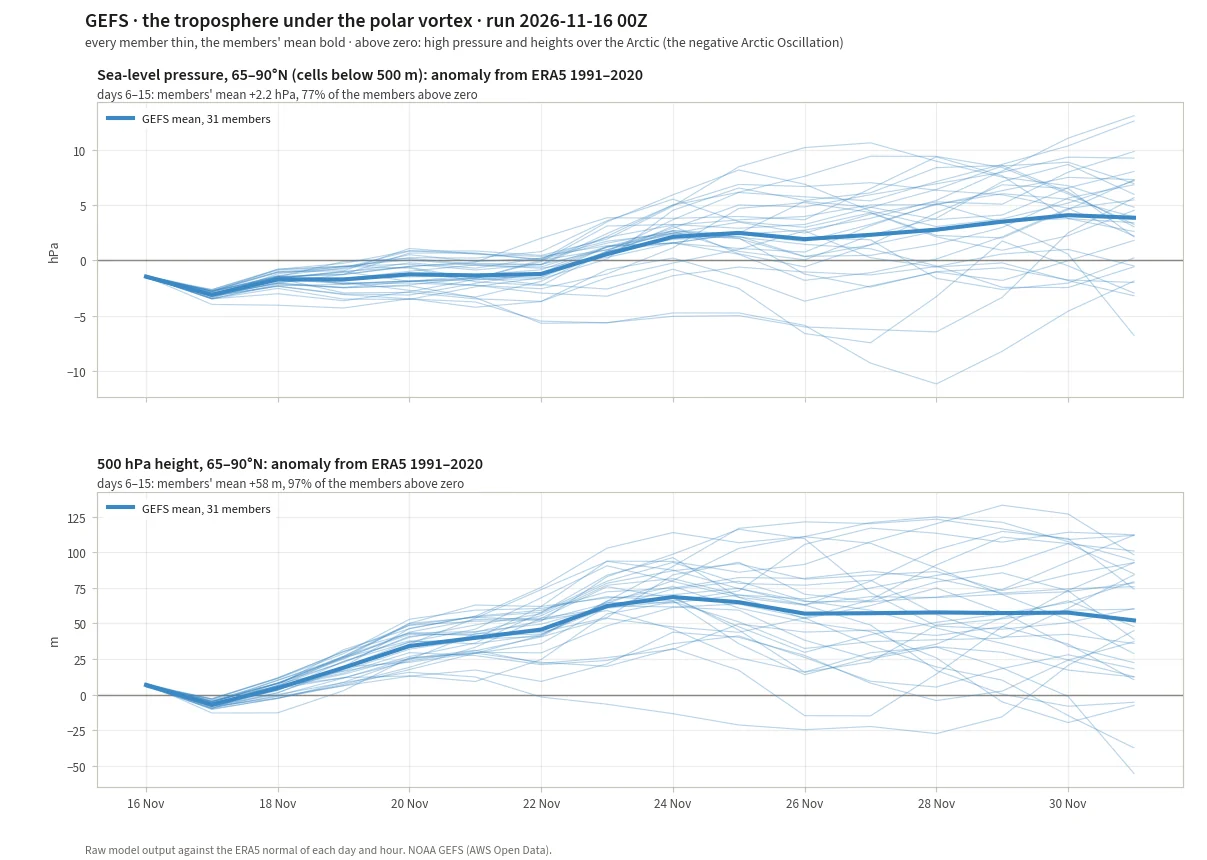 GEFS · the troposphere under the polar vortex · run 2026-11-16 00Z
every member thin, the members' mean bold · above zero: high pressure and heights over the Arctic (the negative Arctic Oscillation)
Sea-level pressure, 65–90°N (cells below 500 m): anomaly from ERA5 1991–2020
days 6–15: members' mean +2.2 hPa, 77% of the members above zero
GEFS mean, 31 members
10
5
0
−5
−10
hPa
500 hPa height, 65–90°N: anomaly from ERA5 1991–2020
days 6–15: members' mean +58 m, 97% of the members above zero
GEFS mean, 31 members
125
100
75
50
25
0
−25
−50
m
16 Nov 18 Nov 20 Nov 22 Nov 24 Nov 26 Nov 28 Nov 30 Nov
Raw model output against the ERA5 normal of each day and hour. NOAA GEFS (AWS Open Data).